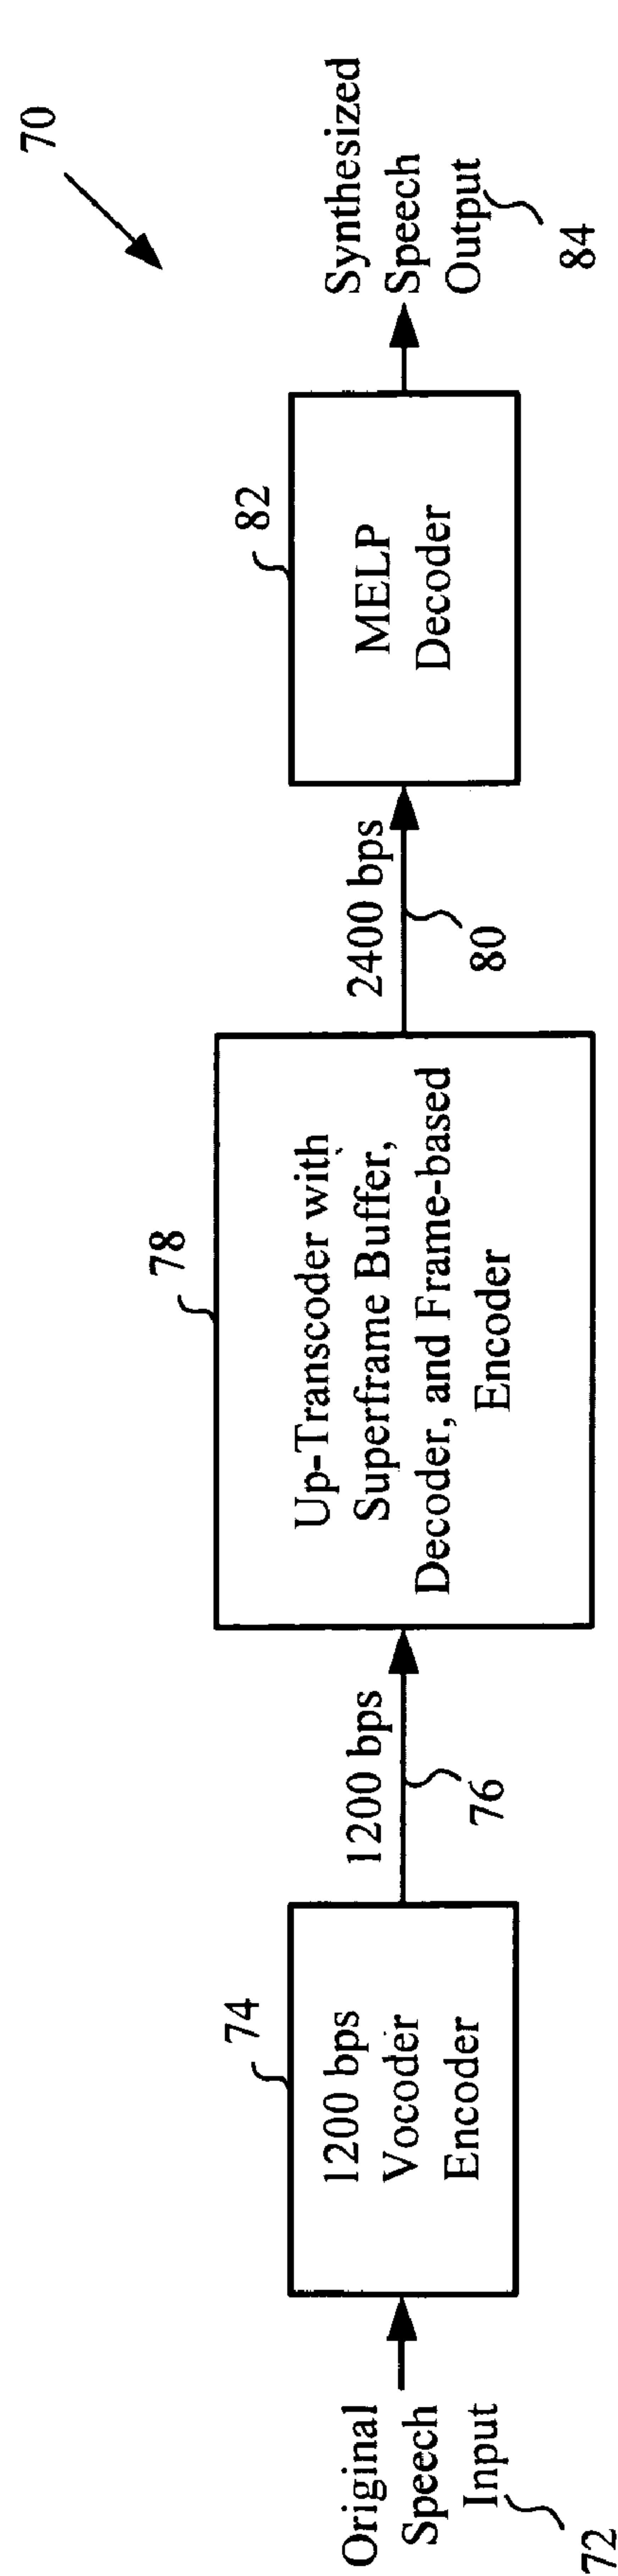 70
Original
Speech
Input
72
74
1200 bps
Vocoder
Encoder
1200 bps
76
78
Up-Transcoder with
Superframe Buffer,
Decoder, and Frame-based
Encoder
2400 bps
80
82
MELP
Decoder
Synthesized
Speech
Output
84